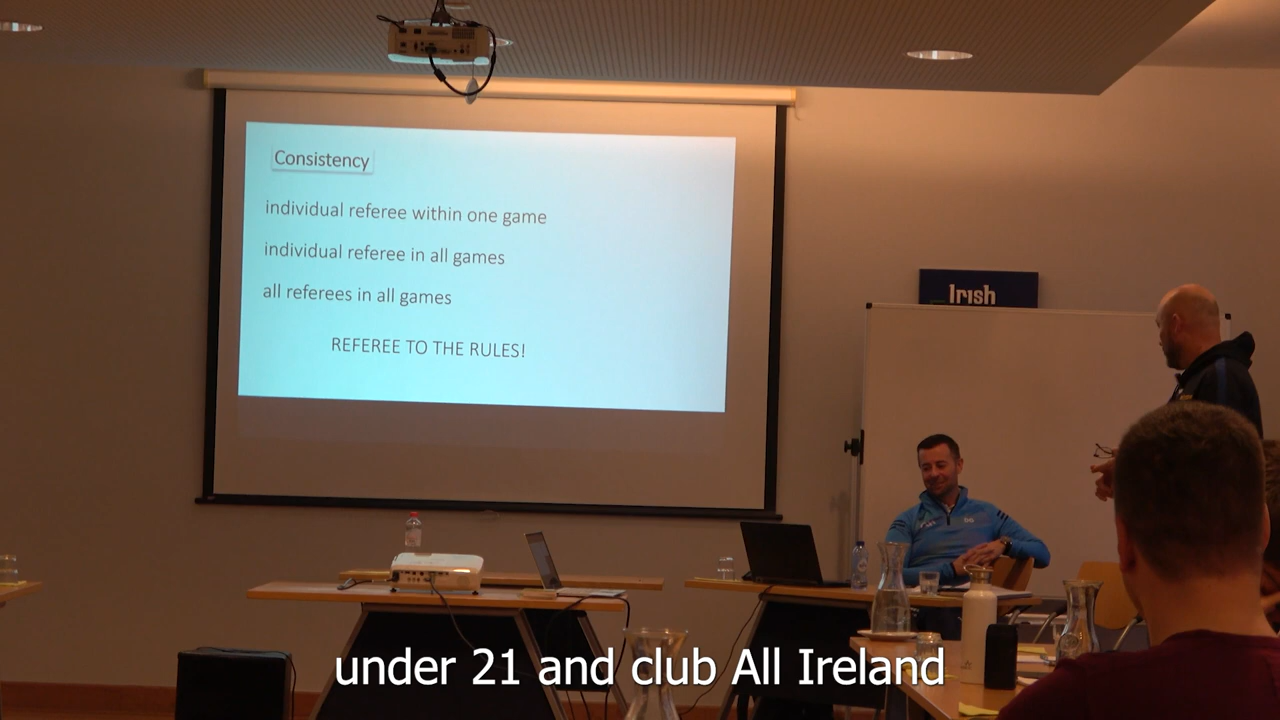 Consistency
individual referee within one game
individual referee in all games
all referees in all games
REFEREE TO THE RULES!
Irish
under 21 and club All Ireland